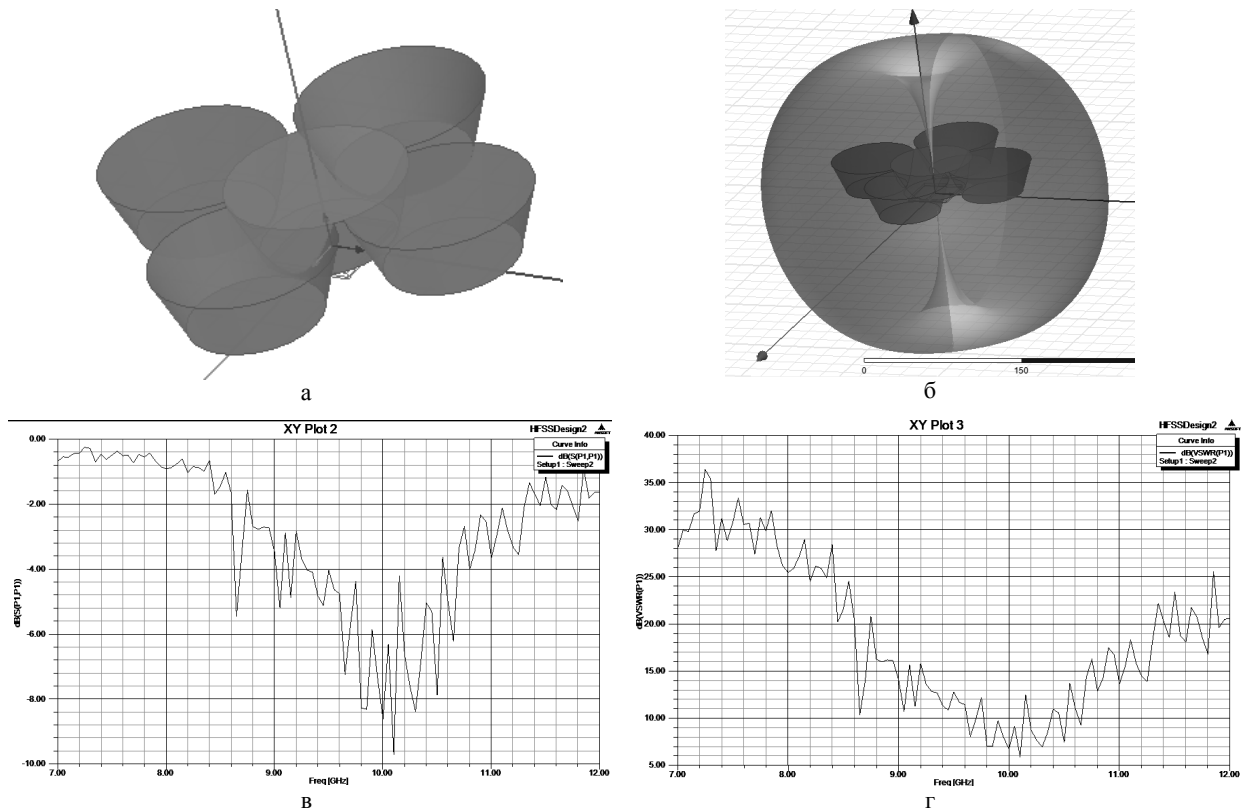 0
150
а
б
XY Plot 2
HFSSDesign2
ANSOFT
Curve Info
dB(S(P1,P1))
Setup1 : Sweep2
0.00
-2.00
-4.00
-6.00
-8.00
-10.00
dB(S(P1,P1))
7.00
8.00
9.00
10.00
11.00
12.00
Freq [GHz]
в
XY Plot 3
HFSSDesign2
ANSOFT
Curve Info
dB(VSWR(P1))
Setup1 : Sweep2
40.00
35.00
30.00
25.00
20.00
15.00
10.00
5.00
dB(VSWR(P1))
7.00
8.00
9.00
10.00
11.00
12.00
Freq [GHz]
г